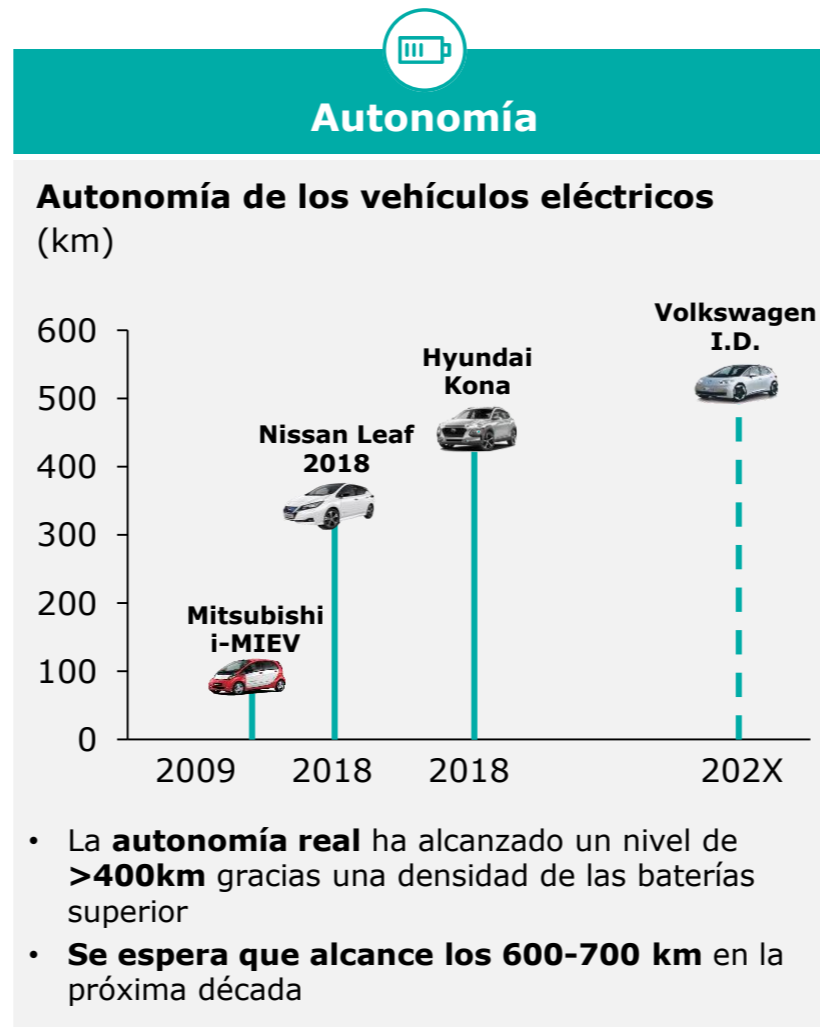 Autonomía
Autonomía de los vehículos eléctricos
(km)
600
500
400
300
200
100
0
Volkswagen
I.D.
Hyundai
Kona
Nissan Leaf
2018
Mitsubishi
i-MIEV
2009
2018
2018
202X
• La autonomía real ha alcanzado un nivel de
>400km gracias una densidad de las baterías
superior
• Se espera que alcance los 600-700 km en la
próxima década